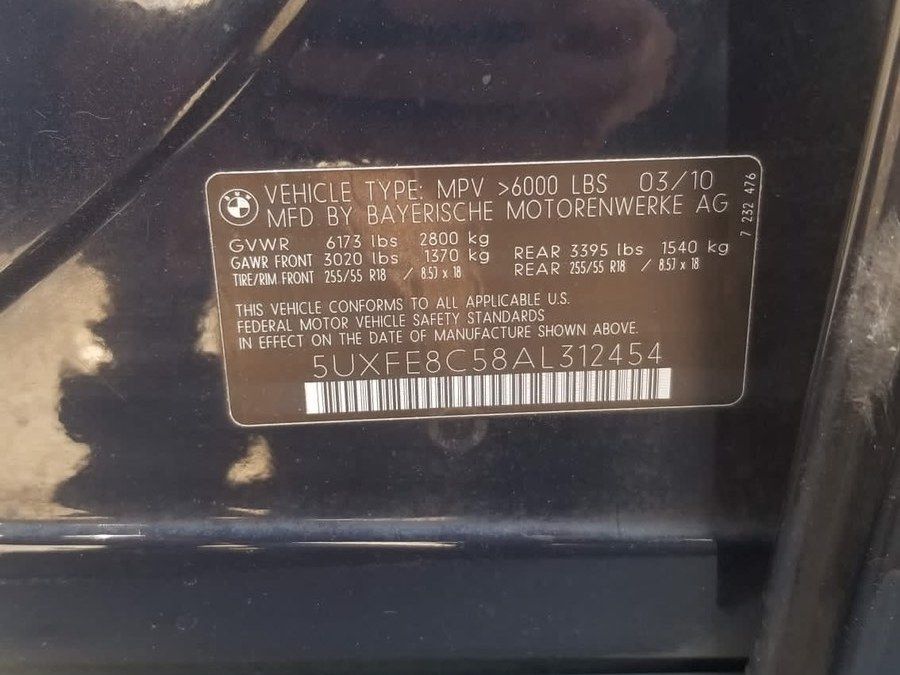 VEHICLE TYPE: MPV >6000 LBS 03/10
MFD BY BAYERISCHE MOTORENWERKE AG
GVWR 6173 lbs 2800 kg
GAWR FRONT 3020 lbs 1370 kg REAR 3395 lbs 1540 kg
TIRE/RIM FRONT 255/55 R18 / 8.5J x 18 REAR 255/55 R18 / 8.5J x 18
THIS VEHICLE CONFORMS TO ALL APPLICABLE U.S.
FEDERAL MOTOR VEHICLE SAFETY STANDARDS
IN EFFECT ON THE DATE OF MANUFACTURE SHOWN ABOVE.
5UXFE8C58AL312454
7 232 476
BMW